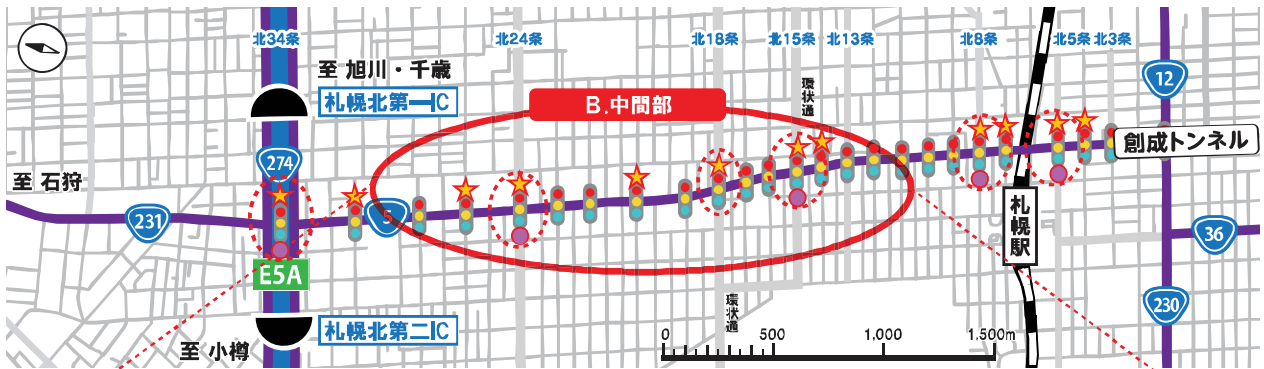 北34条
北24条
北18条
北15条
北13条
北8条
北5条
北3条
至 旭川・千歳
札幌北第一IC
B.中間部
環状通
12
274
創成トンネル
至 石狩
231
5
札幌駅
36
E5A
環状通
230
札幌北第二IC
至 小樽
0
500
1,000
1,500m